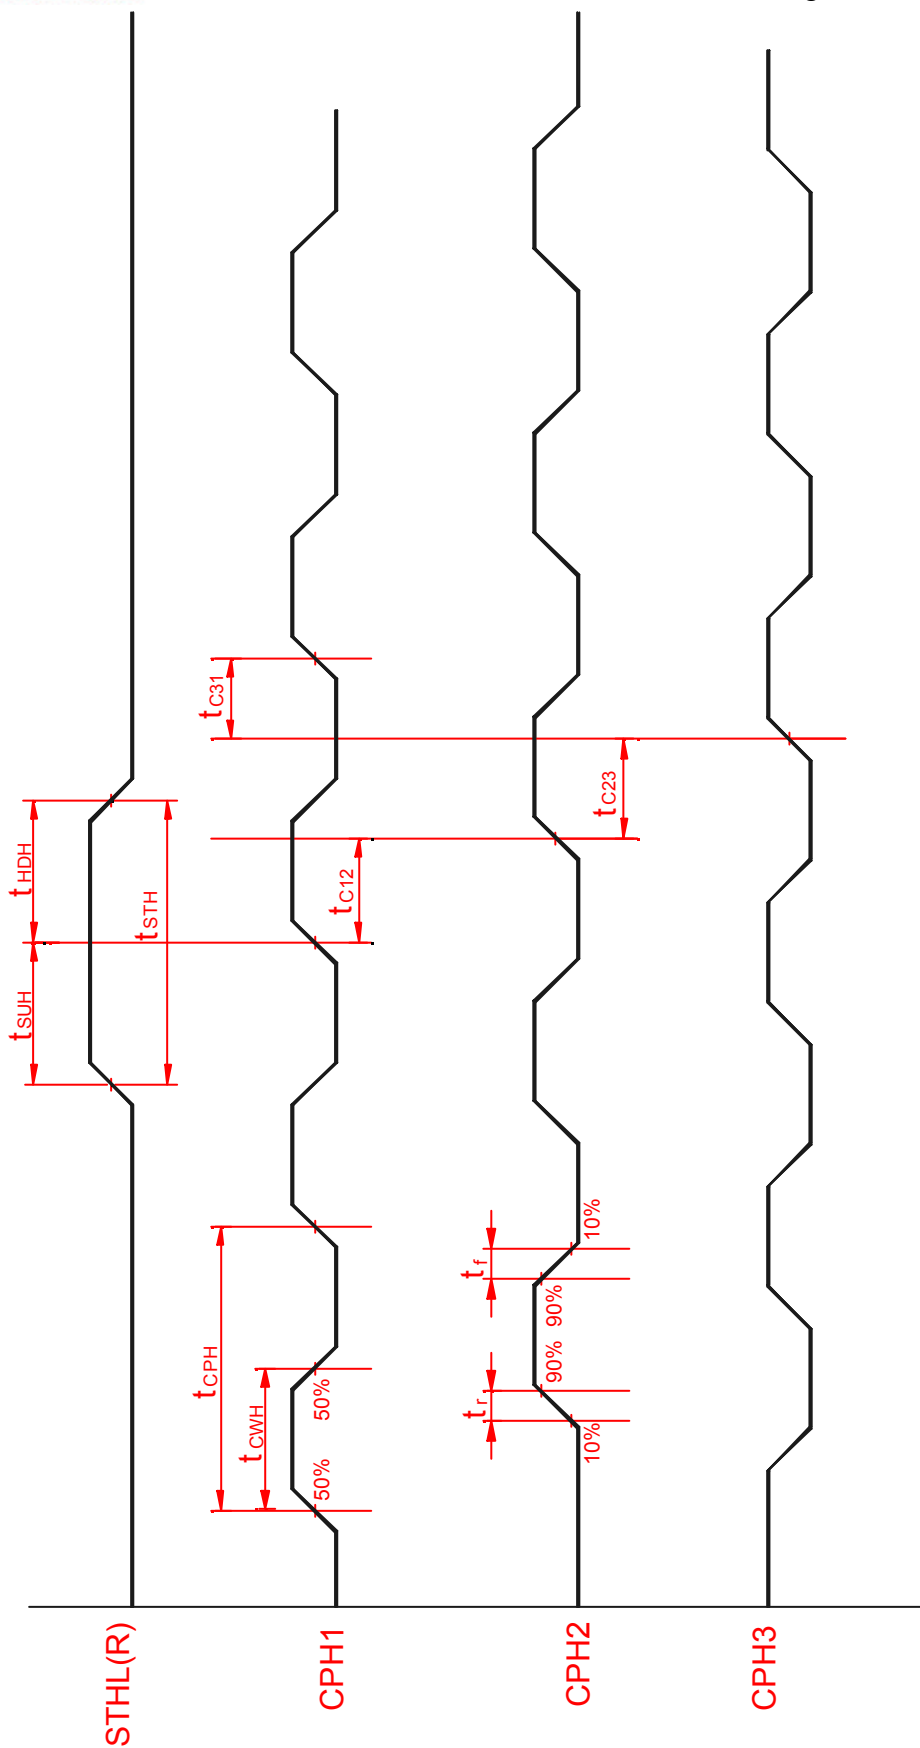 STHL(R)
tSUH
tHDH
tSTH
CPH1
tCPH
tCWH
50%
50%
tC12
tC31
CPH2
tr
tf
10%
90%
90%
10%
tC23
CPH3